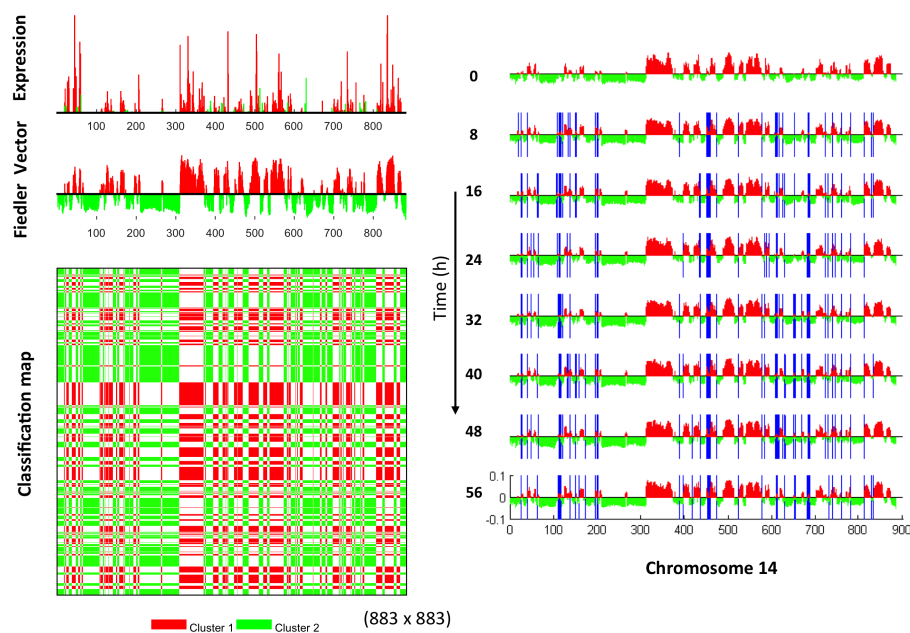 Expression
100 200 300 400 500 600 700 800
Fiedler Vector
100 200 300 400 500 600 700 800
Classification map
Cluster 1 Cluster 2
(883 x 883)
Time (h)
0
8
16
24
32
40
48
56
0.1
0
-0.1
0 100 200 300 400 500 600 700 800 900
Chromosome 14